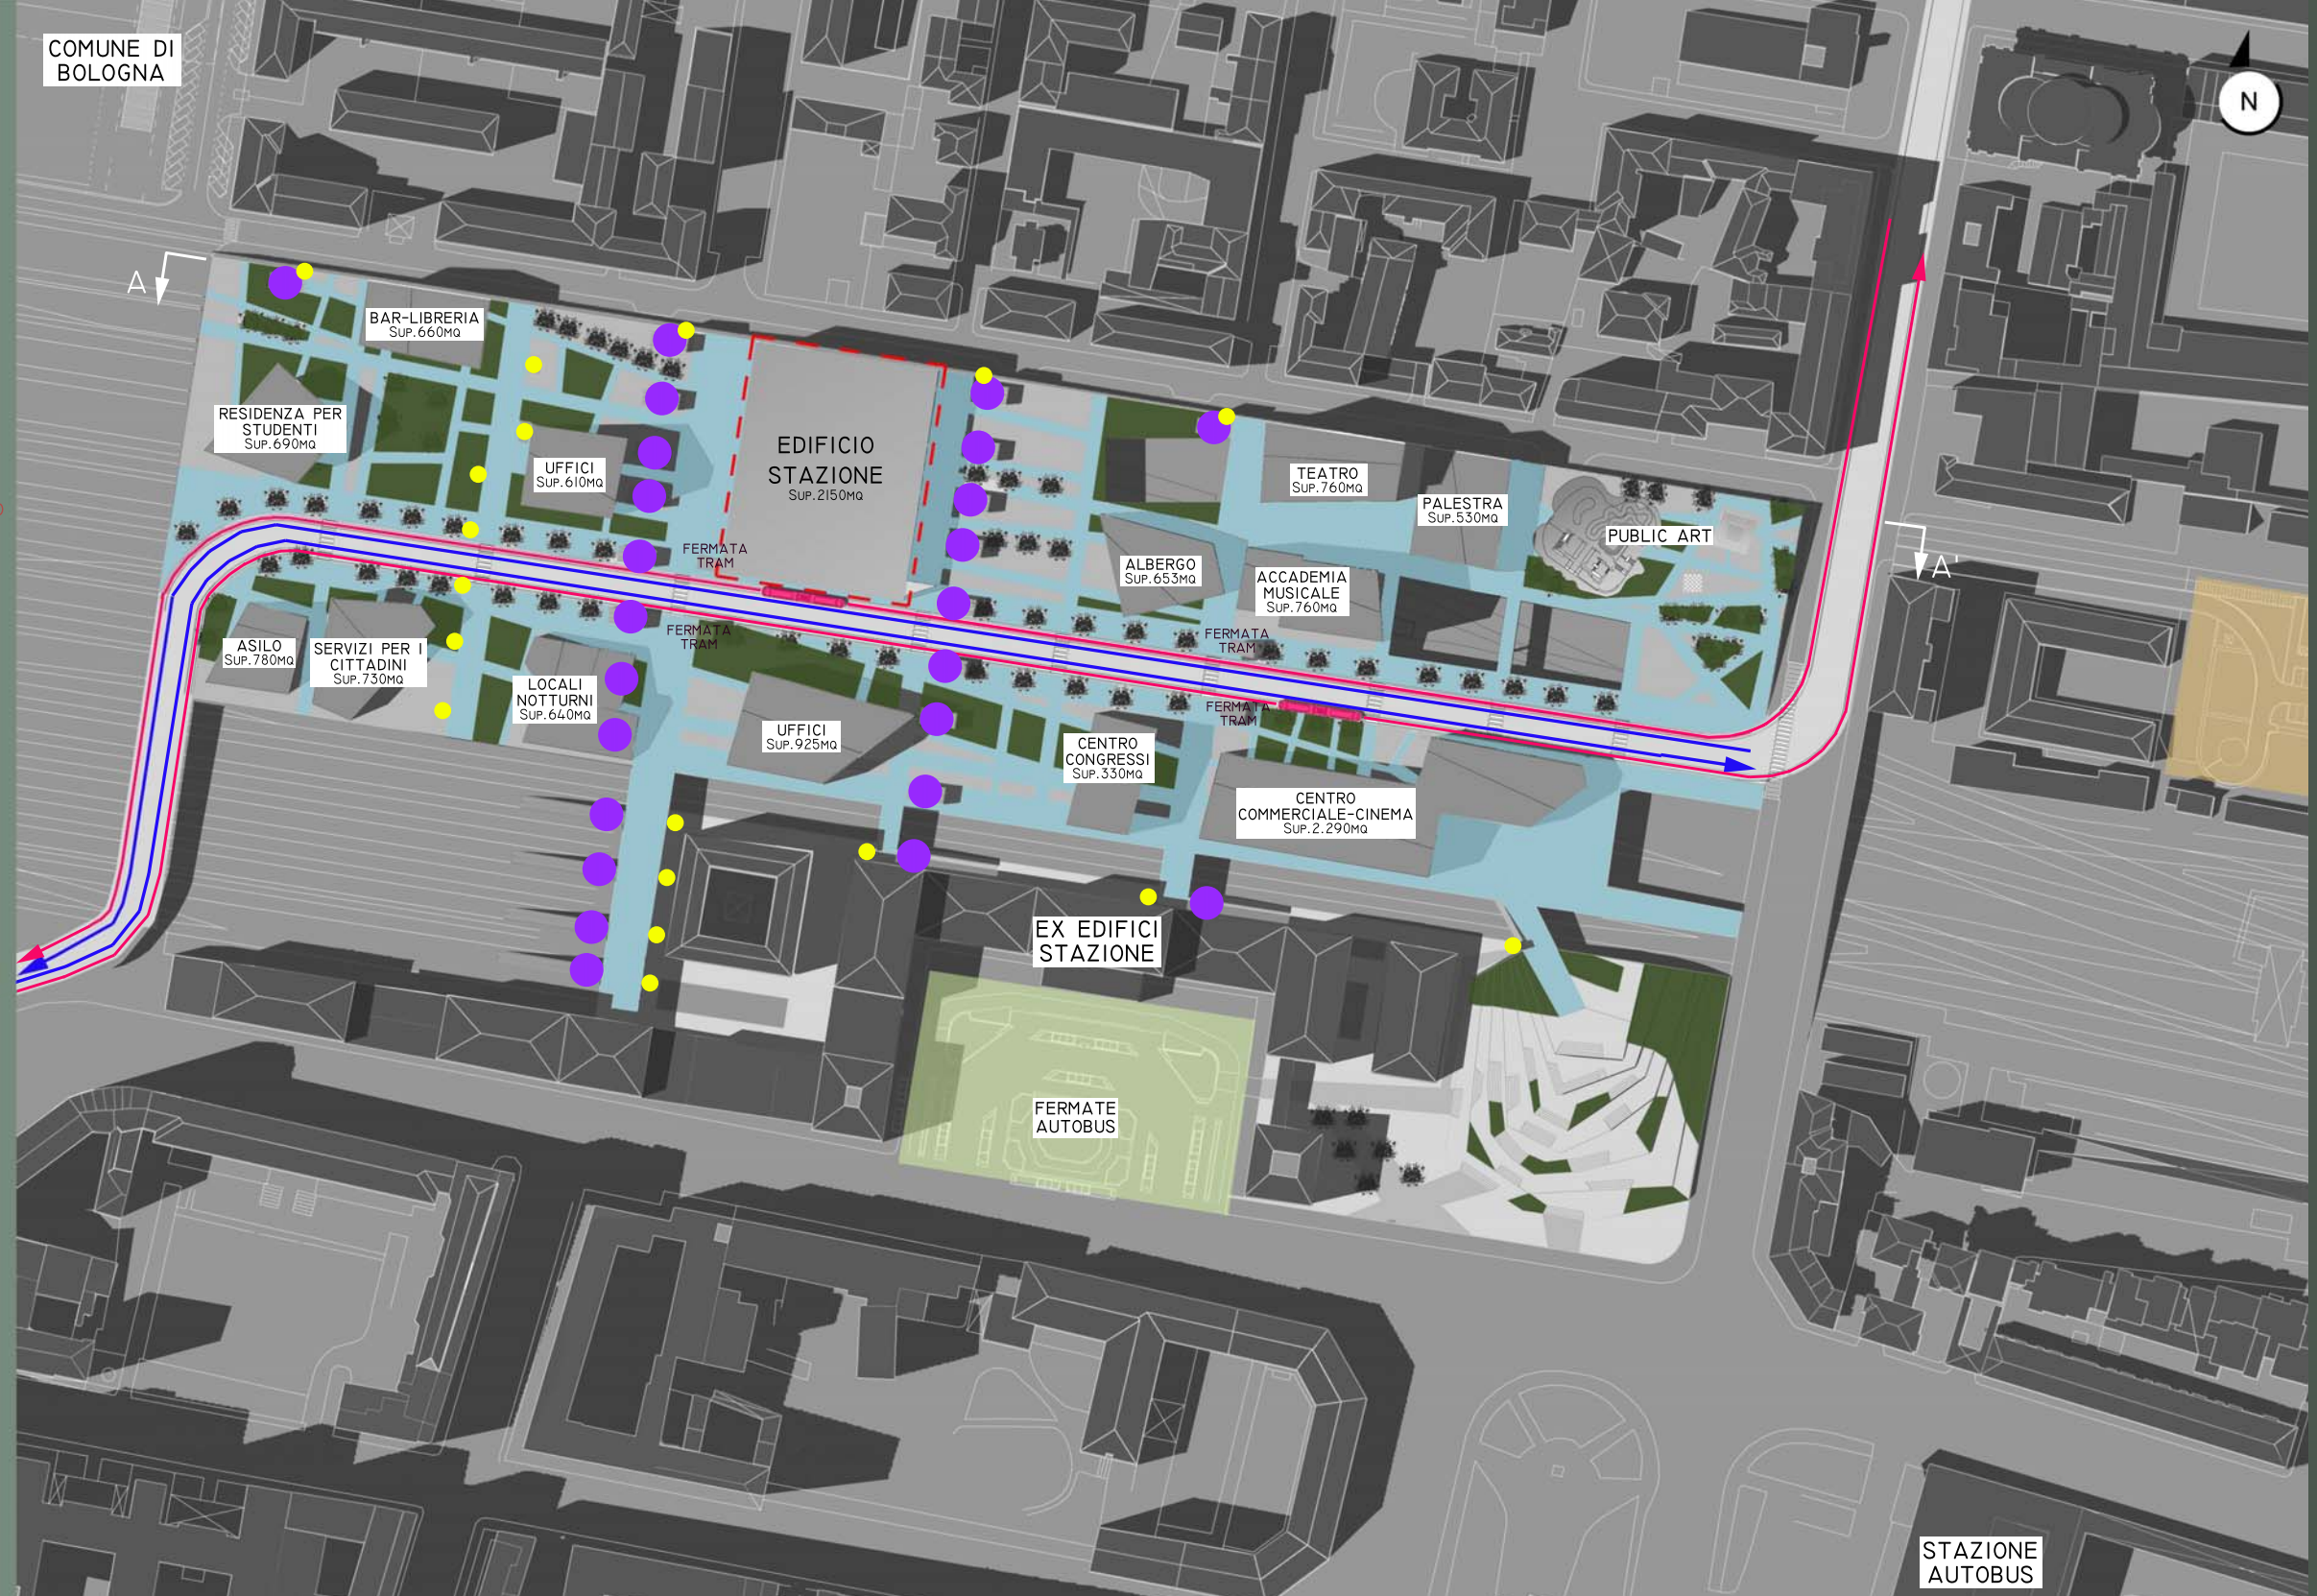 COMUNE DI
BOLOGNA
N
A
BAR-LIBRERIA
SUP.660MQ
RESIDENZA PER
STUDENTI
SUP.690MQ
UFFICI
SUP.610MQ
EDIFICIO
STAZIONE
SUP.2150MQ
TEATRO
SUP.760MQ
PALESTRA
SUP.530MQ
PUBLIC ART
A'
FERMATA
TRAM
ALBERGO
SUP.653MQ
ACCADEMIA
MUSICALE
SUP.760MQ
ASILO
SUP.780MQ
SERVIZI PER I
CITTADINI
SUP.730MQ
FERMATA
TRAM
FERMATA
TRAM
LOCALI
NOTTURNI
SUP.640MQ
UFFICI
SUP.925MQ
FERMATA
TRAM
CENTRO
CONGRESSI
SUP.330MQ
CENTRO
COMMERCIALE-CINEMA
SUP.2.290MQ
EX EDIFICI
STAZIONE
FERMATE
AUTOBUS
STAZIONE
AUTOBUS